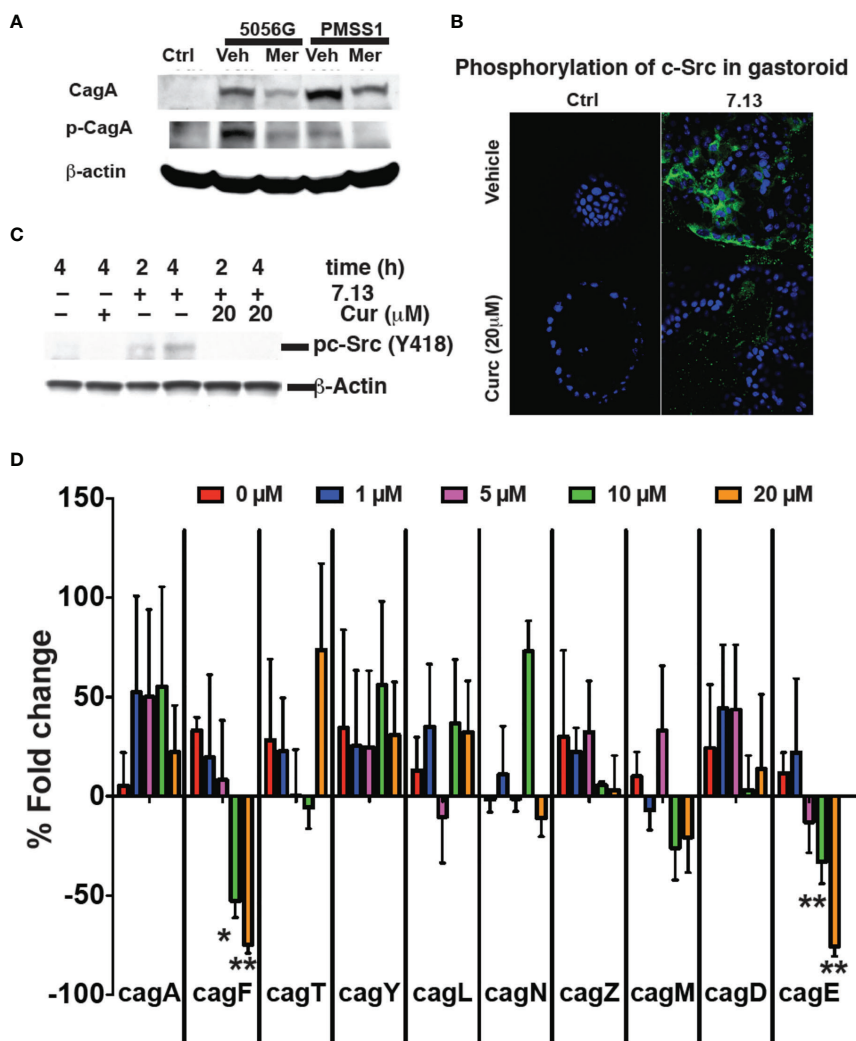 A
5056G PMSS1
Ctrl Veh Mer Veh Mer
CagA
p-CagA
β-actin
B
Phosphorylation of c-Src in gastoroid
Ctrl 7.13
Vehicle
Curc (20µM)
C
4 4 2 4 2 4 time (h)
– – + + + + 7.13
– + – – 20 20 Cur (µM)
pc-Src (Y418)
β-Actin
D
0 µM 1 µM 5 µM 10 µM 20 µM
% Fold change
150
100
50
0
-50
-100
* ** ** **
cagA cagF cagT cagY cagL cagN cagZ cagM cagD cagE